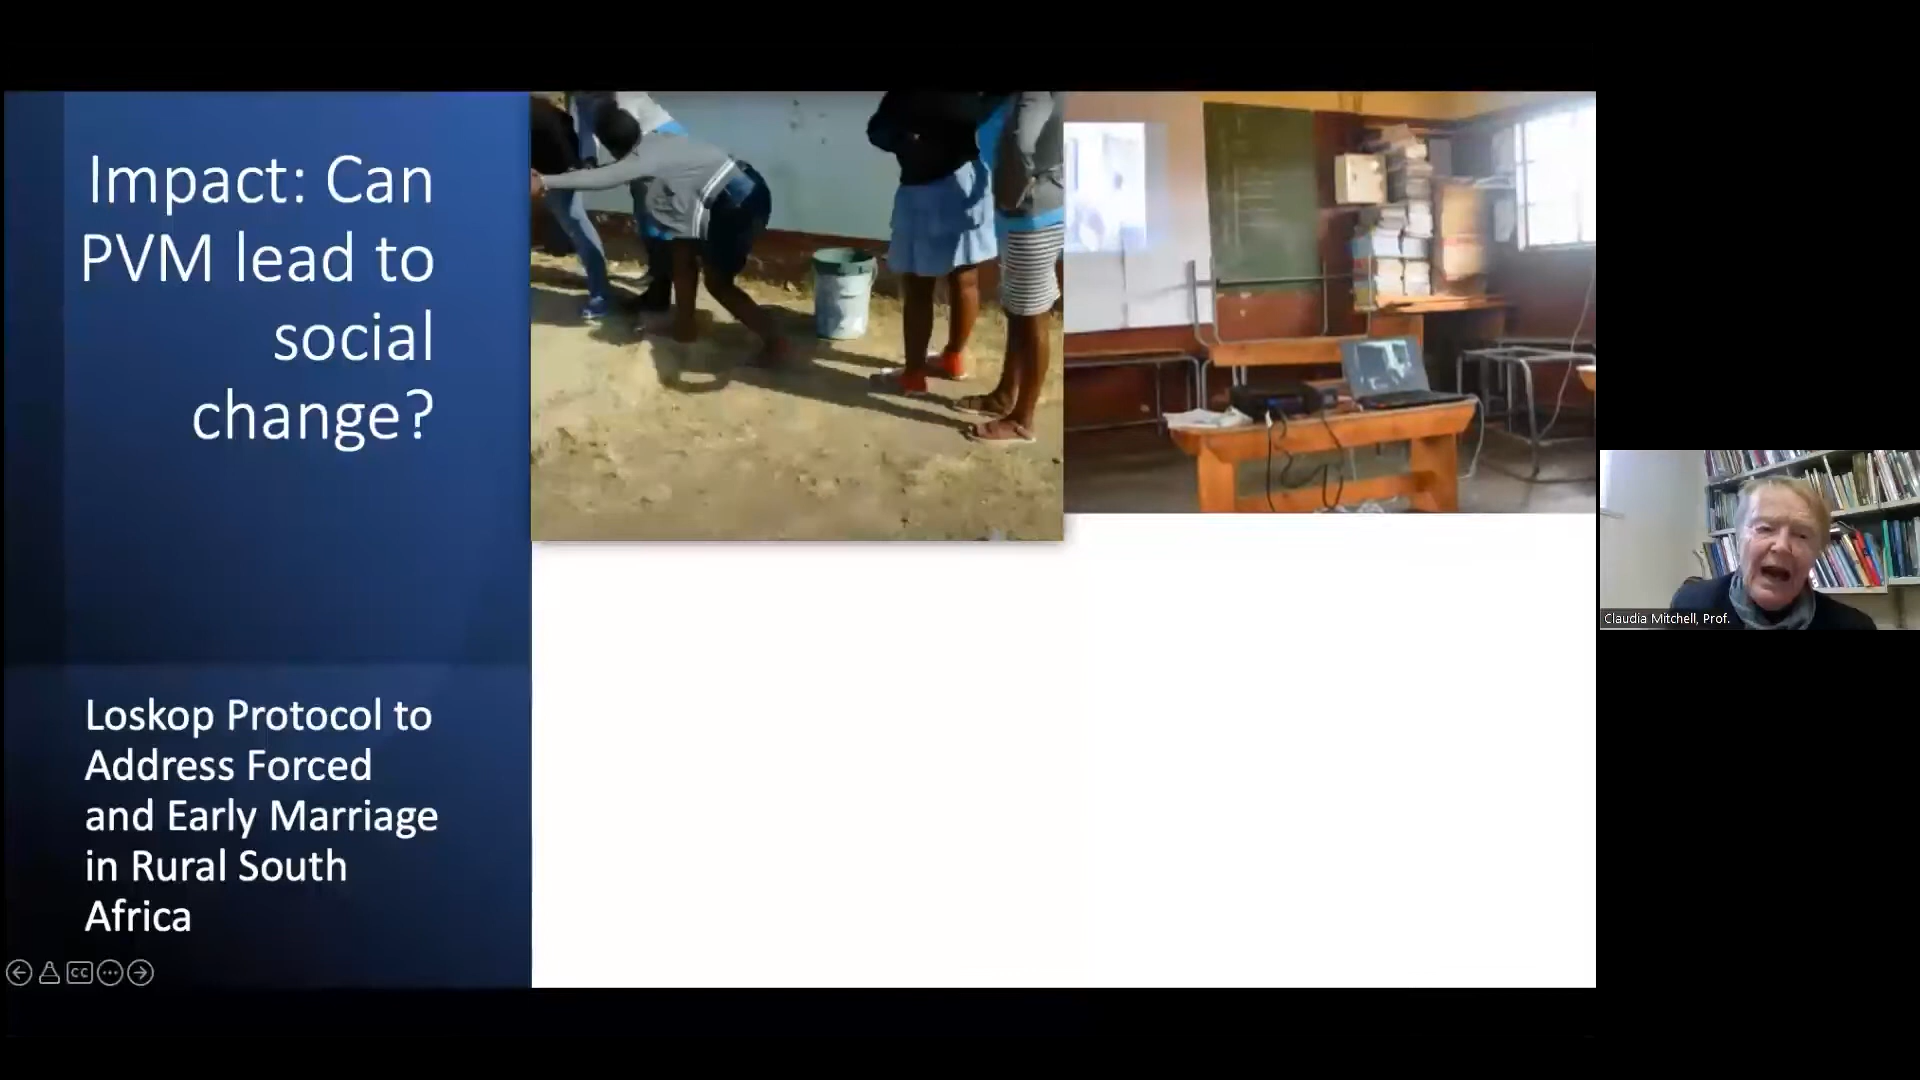 Impact: Can
PVM lead to
social
change?
Loskop Protocol to
Address Forced
and Early Marriage
in Rural South
Africa
CC
Claudia Mitchell, Prof.